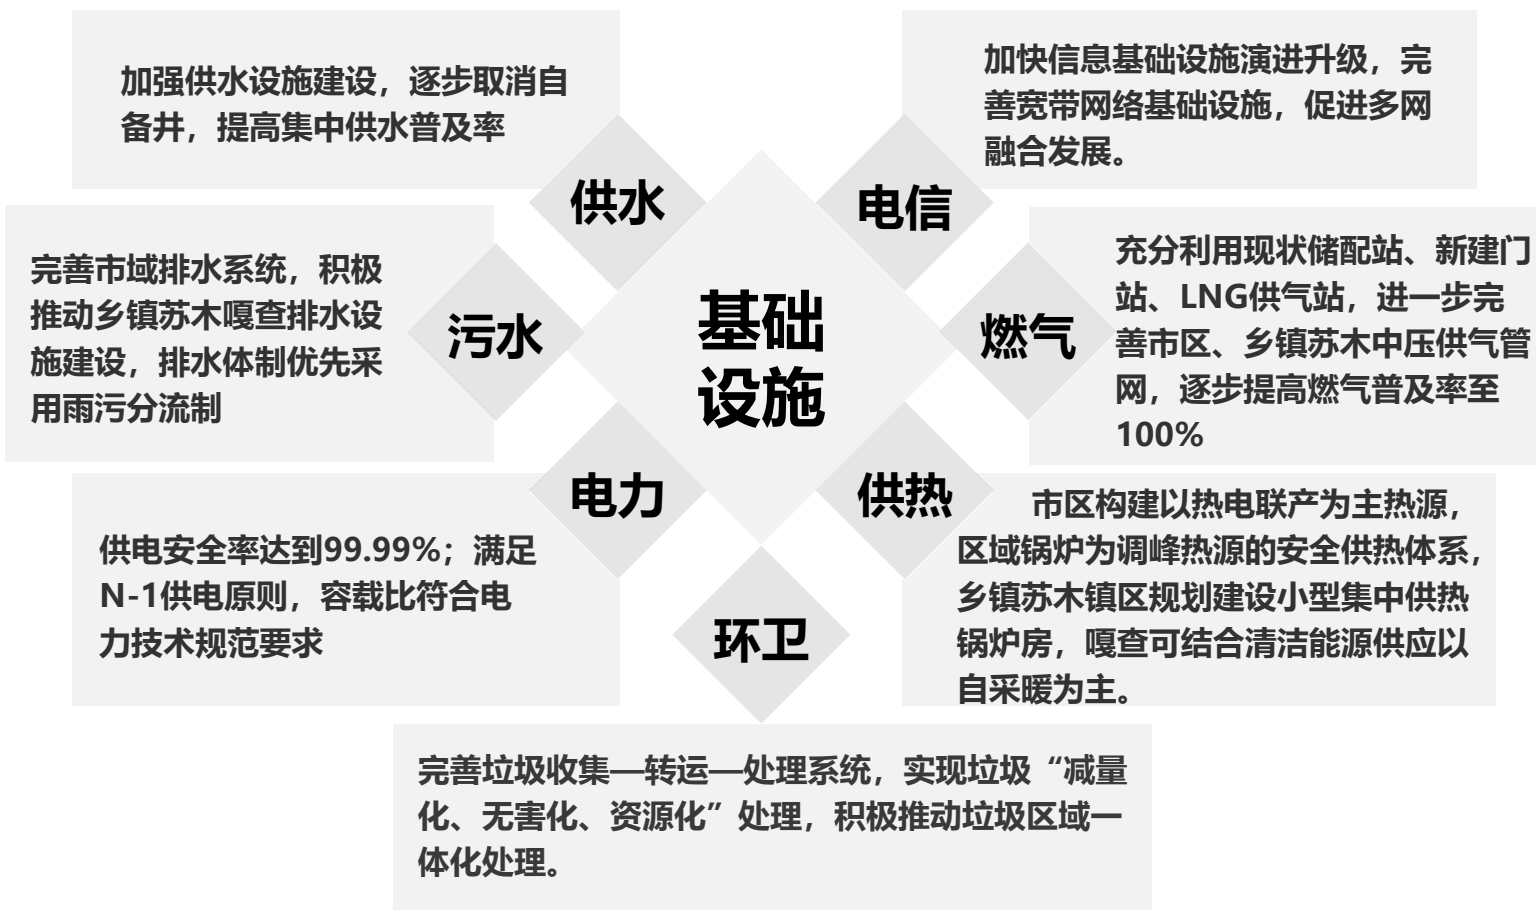 基础
设施
供水
加强供水设施建设，逐步取消自
备井，提高集中供水普及率
电信
加快信息基础设施演进升级，完
善宽带网络基础设施，促进多网
融合发展。
污水
完善市域排水系统，积极
推动乡镇苏木嘎查排水设
施建设，排水体制优先采
用雨污分流制
燃气
充分利用现状储配站、新建门
站、LNG供气站，进一步完
善市区、乡镇苏木中压供气管
网，逐步提高燃气普及率至
100%
电力
供电安全率达到99.99%；满足
N-1供电原则，容载比符合电
力技术规范要求
供热
市区构建以热电联产为主热源，
区域锅炉为调峰热源的安全供热体系，
乡镇苏木镇区规划建设小型集中供热
锅炉房，嘎查可结合清洁能源供应以
自采暖为主。
环卫
完善垃圾收集—转运—处理系统，实现垃圾“减量
化、无害化、资源化”处理，积极推动垃圾区域一
体化处理。